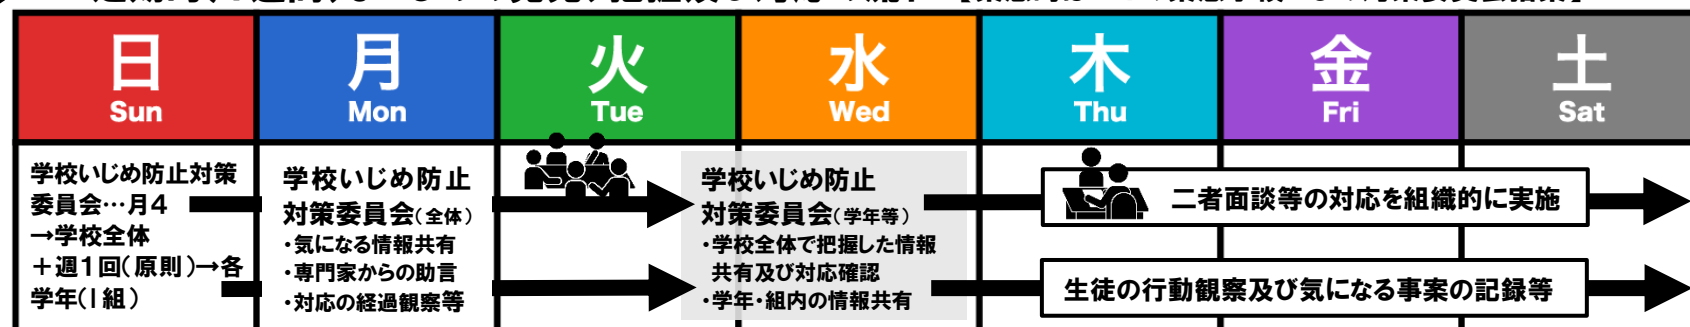 日
Sun
月
Mon
火
Tue
水
Wed
木
Thu
金
Fri
土
Sat
学校いじめ防止対策
委員会…月4
→学校全体
＋週1回(原則)→各
学年(1組)
学校いじめ防止
対策委員会(全体)
・気になる情報共有
・専門家からの助言
・対応の経過観察等
学校いじめ防止
対策委員会(学年等)
・学校全体で把握した情報
共有及び対応確認
・学年・組内の情報共有
二者面談等の対応を組織的に実施
生徒の行動観察及び気になる事案の記録等